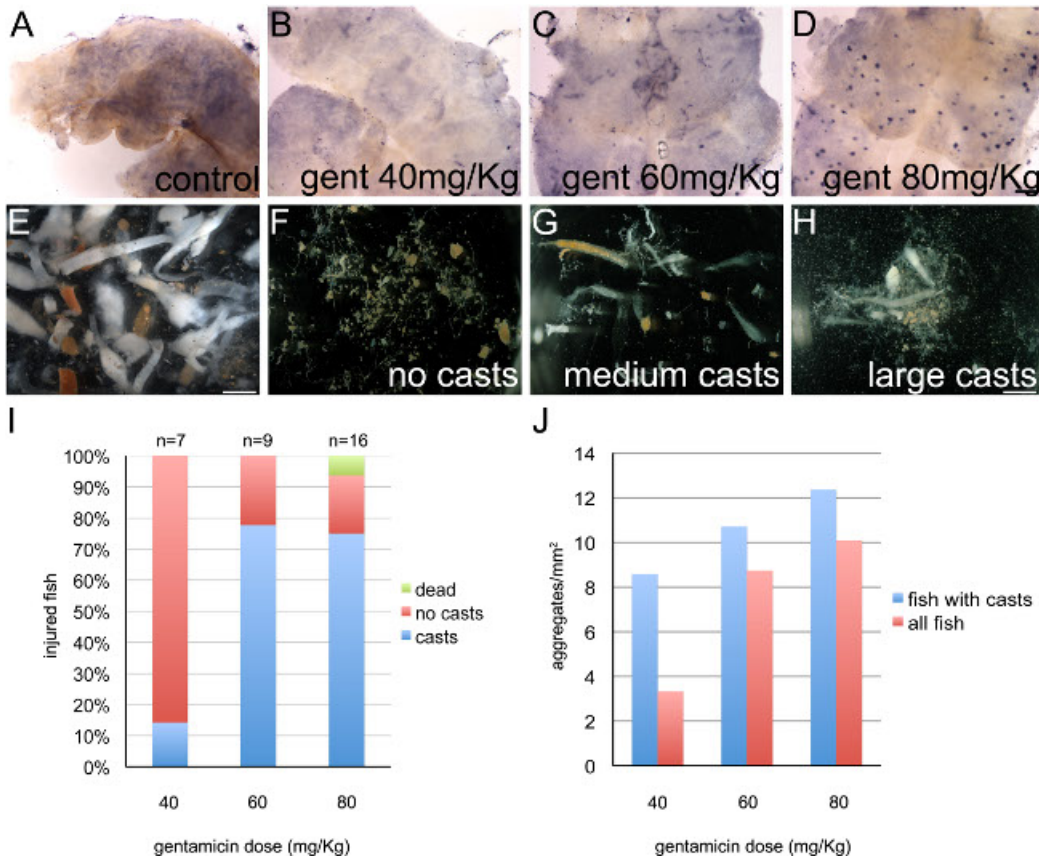 A
control
B
gent 40mg/Kg
C
gent 60mg/Kg
D
gent 80mg/Kg
E
F
no casts
G
medium casts
H
large casts
I
n=7 n=9 n=16
100%
90%
80%
70%
60%
50%
40%
30%
20%
10%
0%
injured fish
40 60 80
gentamicin dose (mg/Kg)
dead
no casts
casts
J
14
12
10
8
6
4
2
0
aggregates/mm²
40 60 80
gentamicin dose (mg/Kg)
fish with casts
all fish